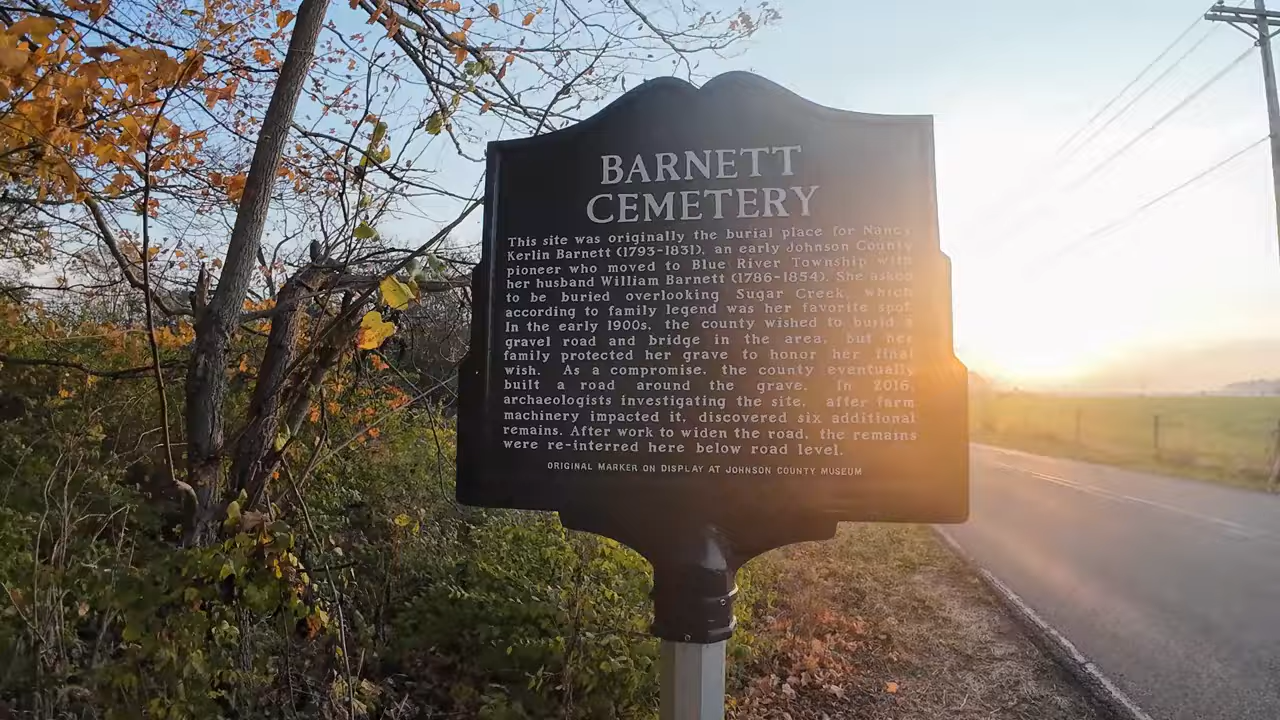 BARNETT
CEMETERY
This site was originally the burial place for Nancy
Kerlin Barnett (1793-1831), an early Johnson County
pioneer who moved to Blue River Township with
her husband William Barnett (1786-1854). She asked
to be buried overlooking Sugar Creek, which
according to family legend was her favorite spot.
In the early 1900s, the county wished to build a
gravel road and bridge in the area, but her
family protected her grave to honor her final
wish. As a compromise, the county eventually
built a road around the grave. In 2016,
archaeologists investigating the site, after farm
machinery impacted it, discovered six additional
remains. After work to widen the road, the remains
were re-interred here below road level.
ORIGINAL MARKER ON DISPLAY AT JOHNSON COUNTY MUSEUM